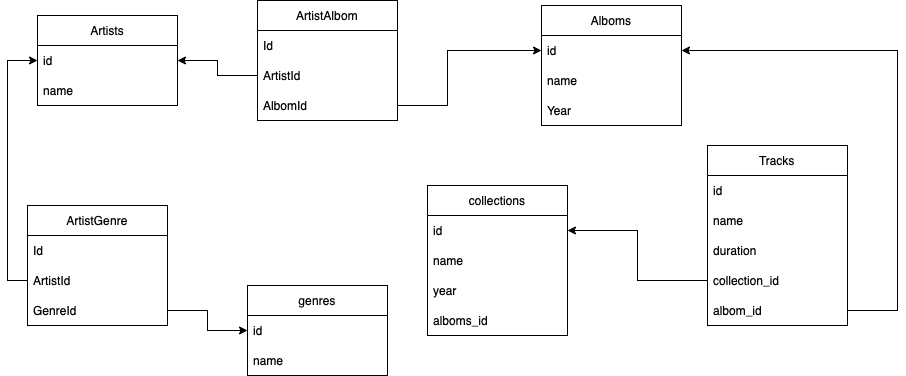 Artists
id
name
ArtistAlbom
Id
ArtistId
AlbomId
Alboms
id
name
Year
ArtistGenre
Id
ArtistId
GenreId
genres
id
name
collections
id
name
year
alboms_id
Tracks
id
name
duration
collection_id
albom_id